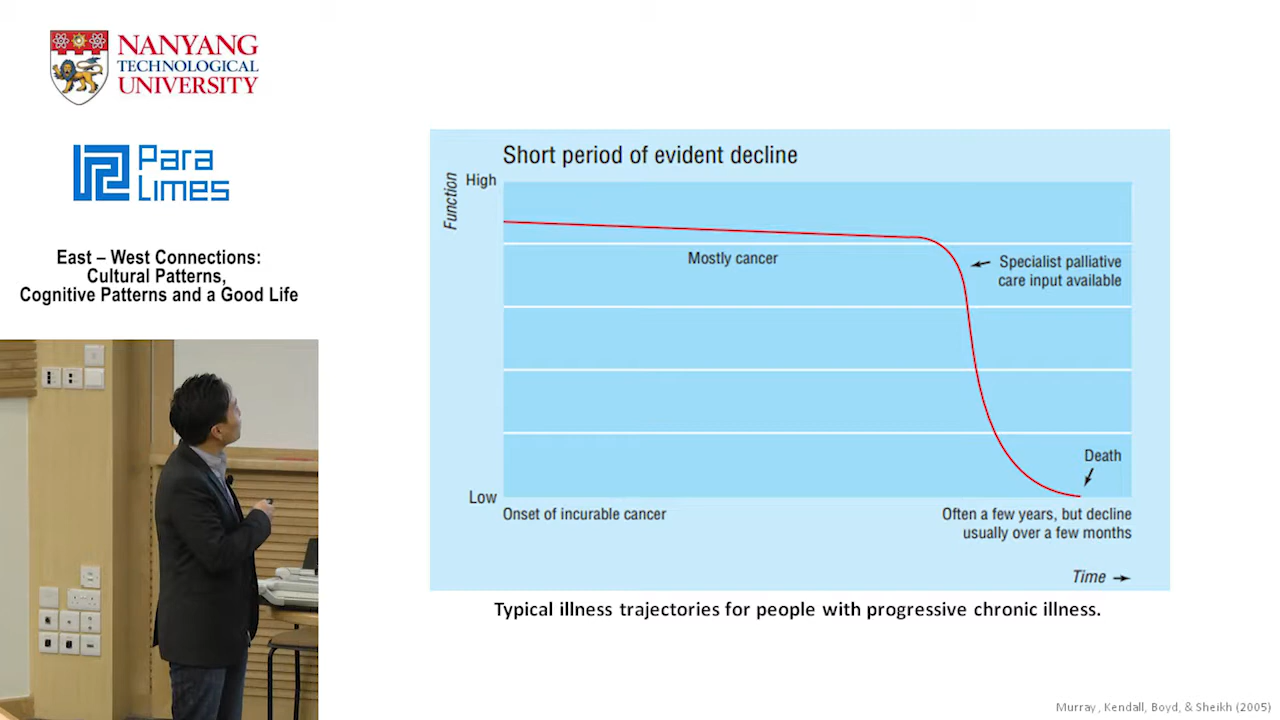 NANYANG
TECHNOLOGICAL
UNIVERSITY
Para
Limes
East – West Connections:
Cultural Patterns,
Cognitive Patterns and a Good Life
Short period of evident decline
High
Function
Mostly cancer
Specialist palliative
care input available
Death
Low
Onset of incurable cancer
Often a few years, but decline
usually over a few months
Time
Typical illness trajectories for people with progressive chronic illness.
Murray, Kendall, Boyd, & Sheikh (2005)